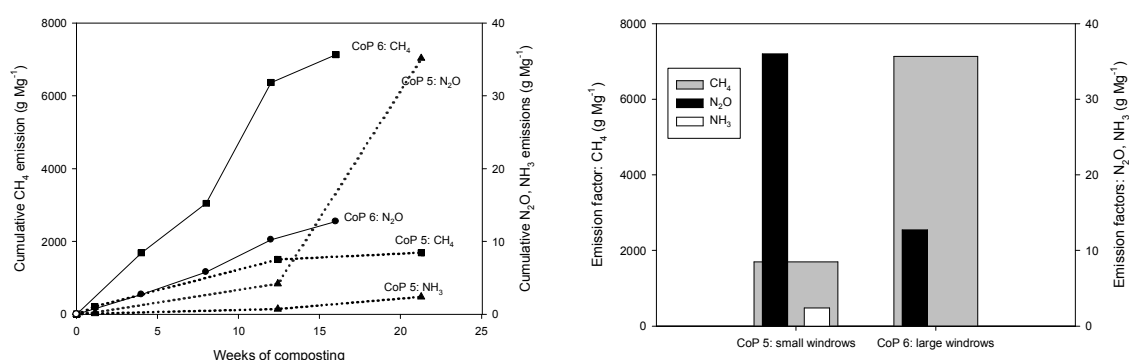 Cumulative CH4 emission (g Mg-1)
8000
6000
4000
2000
0
0 5 10 15 20 25
Weeks of composting
40
30
20
10
0
Cumulative N2O, NH3 emissions (g Mg-1)
CoP 6: CH4
CoP 5: N2O
CoP 6: N2O
CoP 5: CH4
CoP 5: NH3
Emission factor: CH4 (g Mg-1)
8000
6000
4000
2000
0
CH4
N2O
NH3
CoP 5: small windrows CoP 6: large windrows
40
30
20
10
0
Emission factors: N2O, NH3 (g Mg-1)